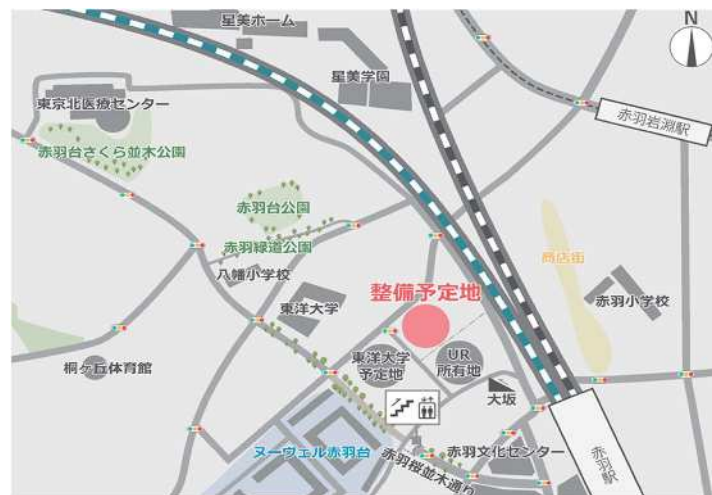 星美ホーム
N
星美学園
東京北医療センター
赤羽岩淵駅
赤羽台さくら並木公園
赤羽台公園
赤羽緑道公園
商店街
八幡小学校
整備予定地
赤羽小学校
東洋大学
東洋大学
予定地
UR
所有地
桐ケ丘体育館
大坂
ヌーヴェル赤羽台
赤羽文化センター
赤羽桜並木通り
赤羽駅